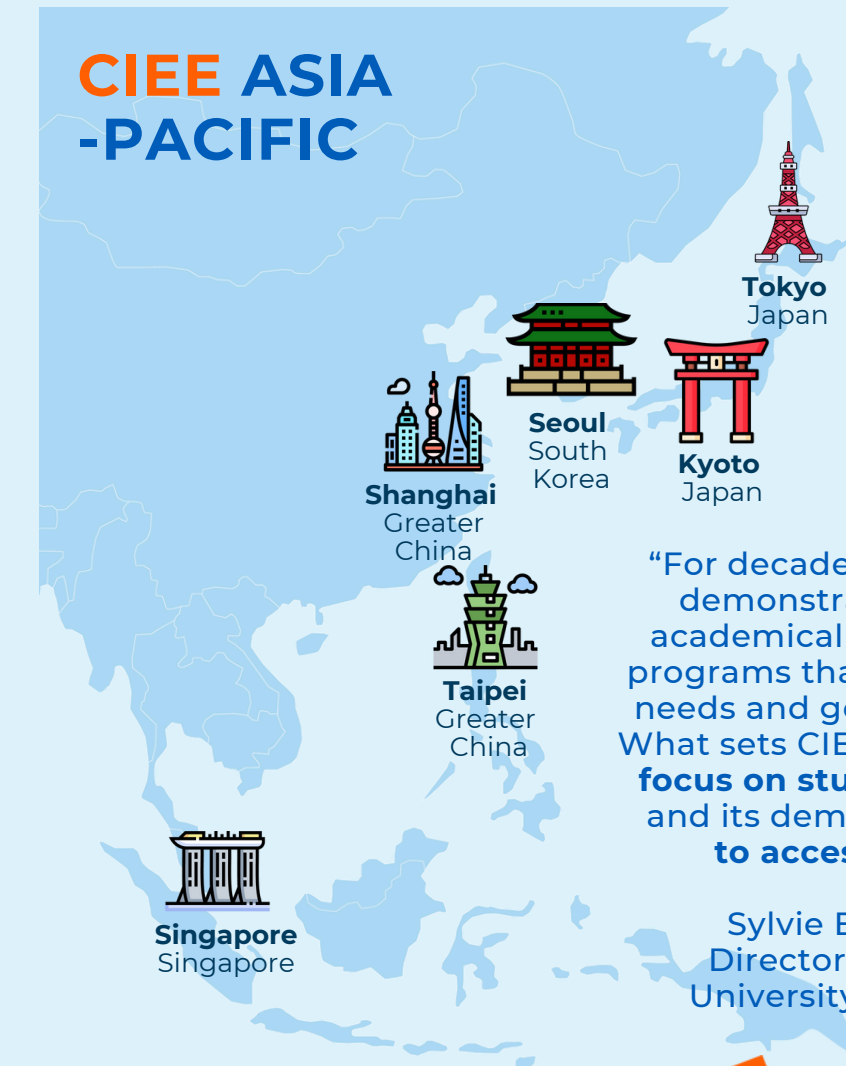 CIEE ASIA
-PACIFIC
Tokyo
Japan
Seoul
South
Korea
Kyoto
Japan
Shanghai
Greater
China
Taipei
Greater
China
Singapore
Singapore
“For decade
demonstra
academical
programs tha
needs and g
What sets CIE
focus on stu
and its dem
to acces
Sylvie
Director
University